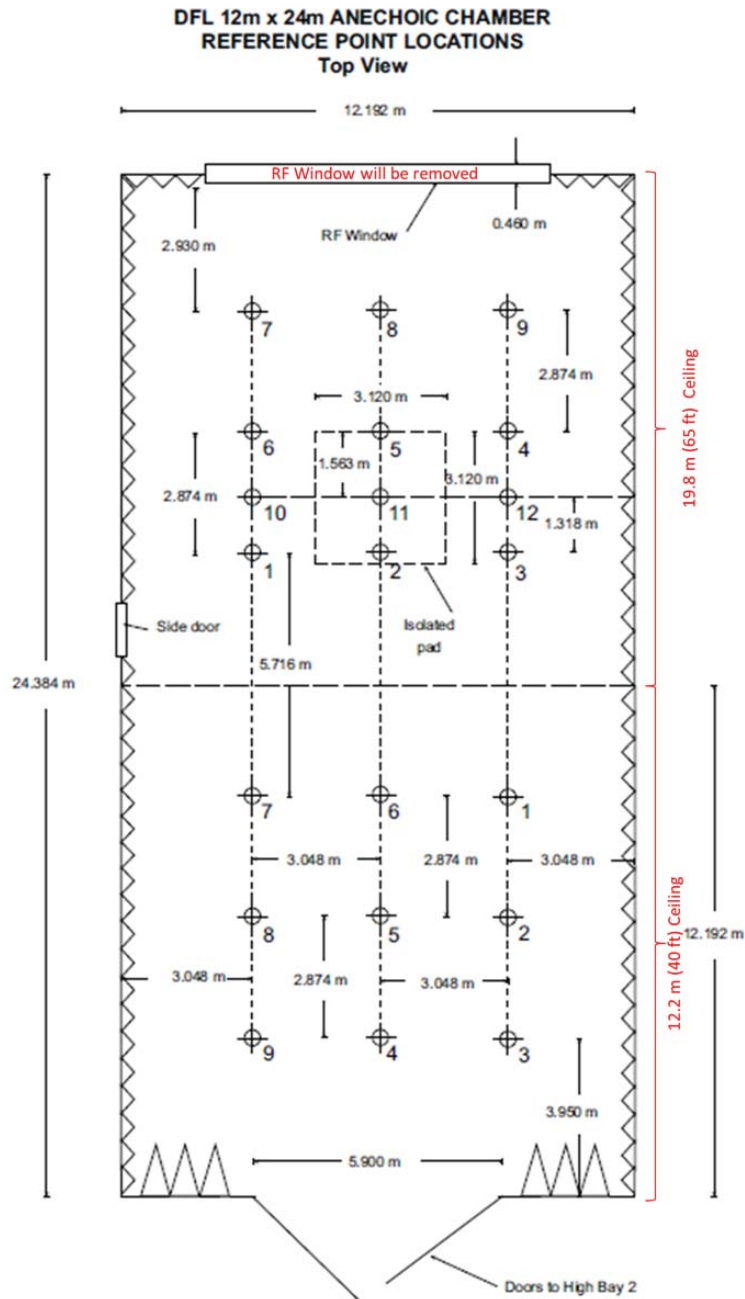 DFL 12m x 24m ANECHOIC CHAMBER
REFERENCE POINT LOCATIONS
Top View
12.192 m
RF Window will be removed
RF Window
0.460 m
2.930 m
7
8
9
2.874 m
3.120 m
6
5
4
1.563 m
3.120 m
2.874 m
10
11
12
1.318 m
1
2
3
19.8 m (65 ft) Ceiling
Side door
Isolated
pad
5.716 m
24.384 m
7
6
1
3.048 m
2.874 m
3.048 m
8
5
2
12.192 m
12.2 m (40 ft) Ceiling
3.048 m
2.874 m
3.048 m
9
4
3
3.950 m
5.900 m
Doors to High Bay 2